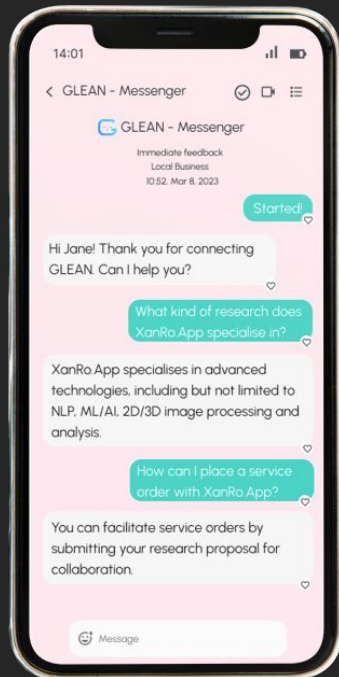 14:01
GLEAN - Messenger
GLEAN - Messenger
Immediate feedback
Local Business
10:52, Mar 8, 2023
Started!
Hi Jane! Thank you for connecting
GLEAN. Can I help you?
What kind of research does
XanRo.App specialise in?
XanRo.App specialises in advanced
technologies, including but not limited to
NLP, ML/AI, 2D/3D image processing and
analysis.
How can I place a service
order with XanRo.App?
You can facilitate service orders by
submitting your research proposal for
collaboration.
Message